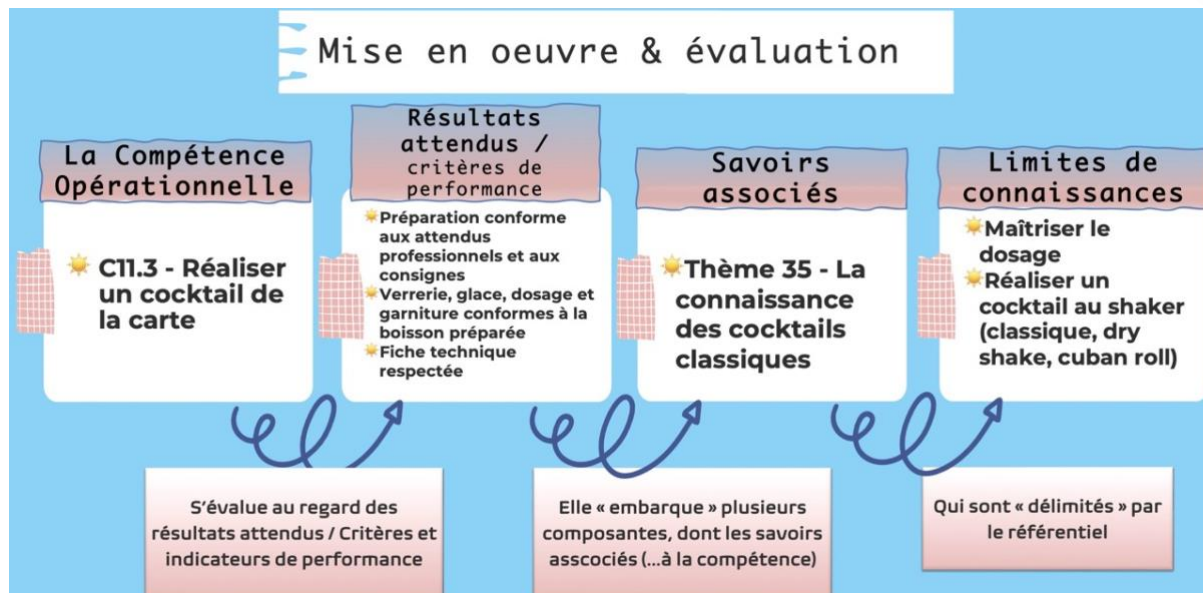 Mise en oeuvre & évaluation
La Compétence
Opérationnelle
C11.3 - Réaliser
un cocktail de
la carte
Résultats
attendus /
critères de
performance
Préparation conforme
aux attendus
professionnels et aux
consignes
Verrerie, glace, dosage et
garniture conformes à la
boisson préparée
Fiche technique
respectée
Savoirs
associés
Thème 35 - La
connaissance
des cocktails
classiques
Limites de
connaissances
Maîtriser le
dosage
Réaliser un
cocktail au shaker
(classique, dry
shake, cuban roll)
S'évalue au regard des
résultats attendus / Critères et
indicateurs de performance
Elle « embarque » plusieurs
composantes, dont les savoirs
asscociés (...à la compétence)
Qui sont « délimités » par
le référentiel